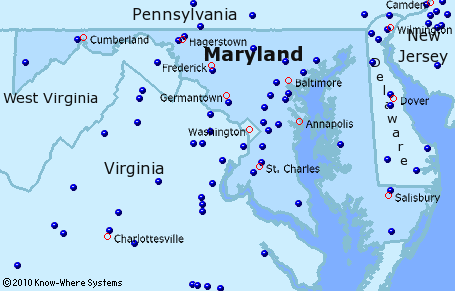 Pennsylvania
Camden
Cumberland
Hagerstown
Wilmington
New
Jersey
Maryland
Frederick
Baltimore
Delaware
West Virginia
Germantown
Dover
Washington
Annapolis
Virginia
St. Charles
Salisbury
Charlottesville
©2010 Know-Where Systems